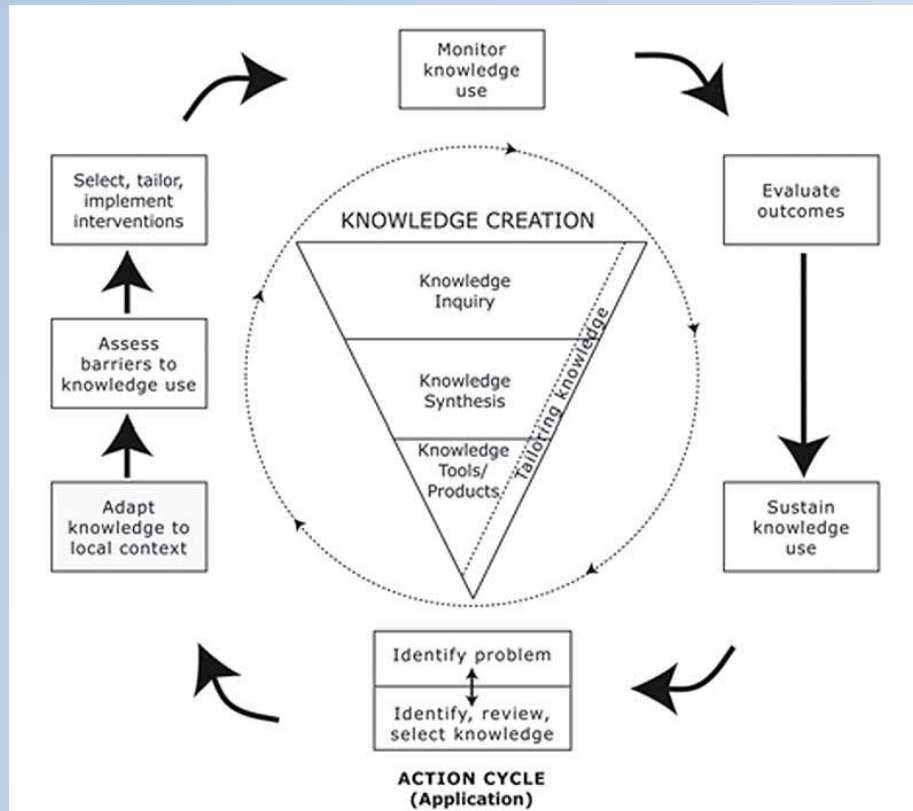 Monitor
knowledge
use
Select, tailor,
implement
interventions
Evaluate
outcomes
KNOWLEDGE CREATION
Knowledge
Inquiry
Assess
barriers to
knowledge use
Knowledge
Synthesis
Tailoring knowledge
Knowledge
Tools/
Products
Adapt
knowledge to
local context
Sustain
knowledge
use
Identify problem
Identify, review,
select knowledge
ACTION CYCLE
(Application)